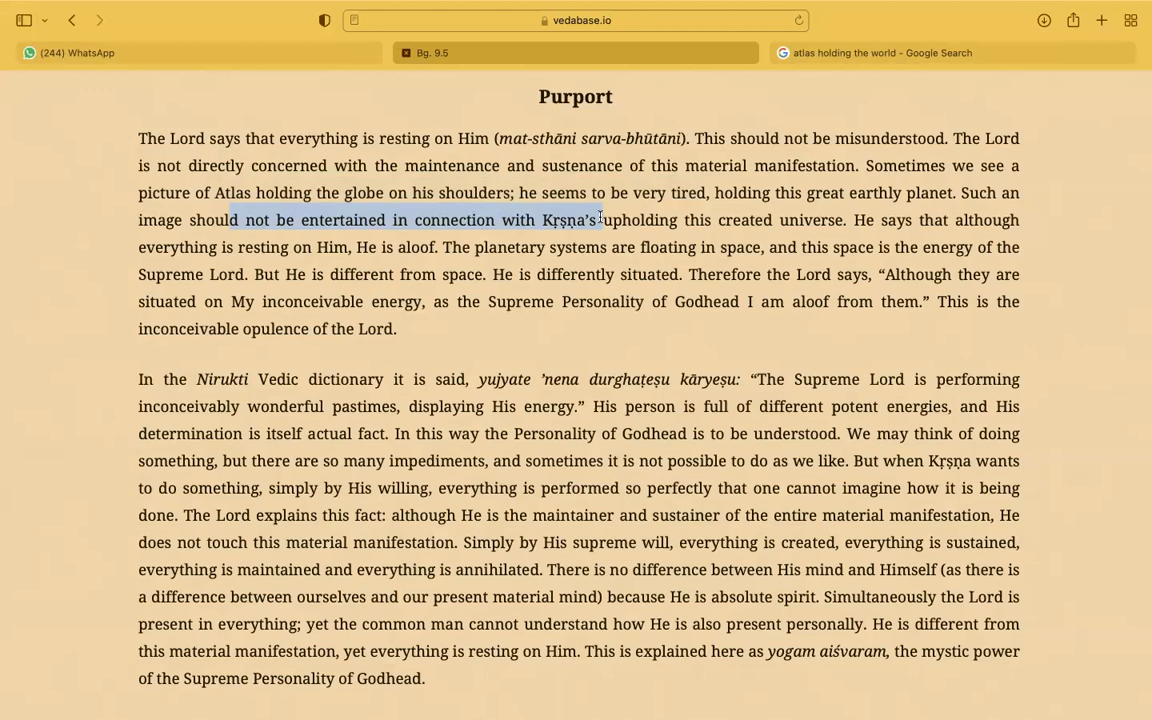 vedabase.io
(244) WhatsApp
Bg. 9.5
atlas holding the world - Google Search
Purport
The Lord says that everything is resting on Him (mat-sthāni sarva-bhūtāni). This should not be misunderstood. The Lord
is not directly concerned with the maintenance and sustenance of this material manifestation. Sometimes we see a
picture of Atlas holding the globe on his shoulders; he seems to be very tired, holding this great earthly planet. Such an
image should not be entertained in connection with Kṛṣṇa’s upholding this created universe. He says that although
everything is resting on Him, He is aloof. The planetary systems are floating in space, and this space is the energy of the
Supreme Lord. But He is different from space. He is differently situated. Therefore the Lord says, “Although they are
situated on My inconceivable energy, as the Supreme Personality of Godhead I am aloof from them.” This is the
inconceivable opulence of the Lord.
In the Nirukti Vedic dictionary it is said, yujyate ’nena durghaṭeṣu kāryeṣu: “The Supreme Lord is performing
inconceivably wonderful pastimes, displaying His energy.” His person is full of different potent energies, and His
determination is itself actual fact. In this way the Personality of Godhead is to be understood. We may think of doing
something, but there are so many impediments, and sometimes it is not possible to do as we like. But when Kṛṣṇa wants
to do something, simply by His willing, everything is performed so perfectly that one cannot imagine how it is being
done. The Lord explains this fact: although He is the maintainer and sustainer of the entire material manifestation, He
does not touch this material manifestation. Simply by His supreme will, everything is created, everything is sustained,
everything is maintained and everything is annihilated. There is no difference between His mind and Himself (as there is
a difference between ourselves and our present material mind) because He is absolute spirit. Simultaneously the Lord is
present in everything; yet the common man cannot understand how He is also present personally. He is different from
this material manifestation, yet everything is resting on Him. This is explained here as yogam aiśvaram, the mystic power
of the Supreme Personality of Godhead.